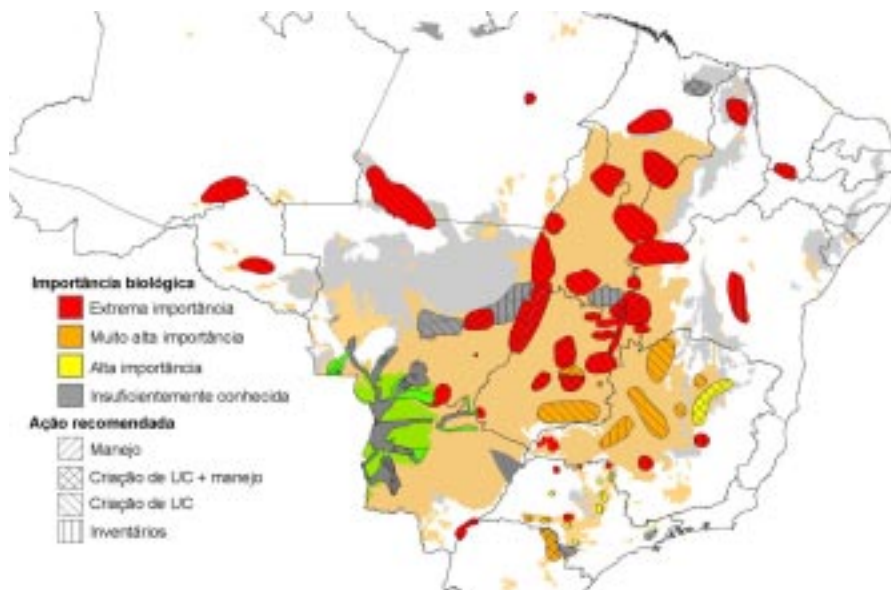 Importância biológica
Extrema importância
Muito alta importância
Alta importância
Insuficientemente conhecida
Ação recomendada
Manejo
Criação de UC + manejo
Criação de UC
Inventários